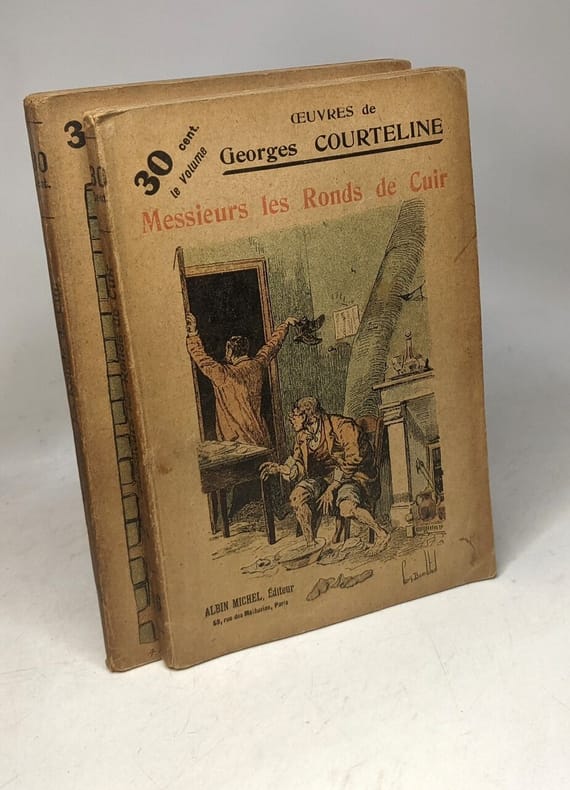 ŒUVRES de
Georges COURTELINE
30 cent.
le volume
Messieurs les Ronds de Cuir
ALBIN MICHEL, Éditeur
59, rue des Mathurins, Paris
3